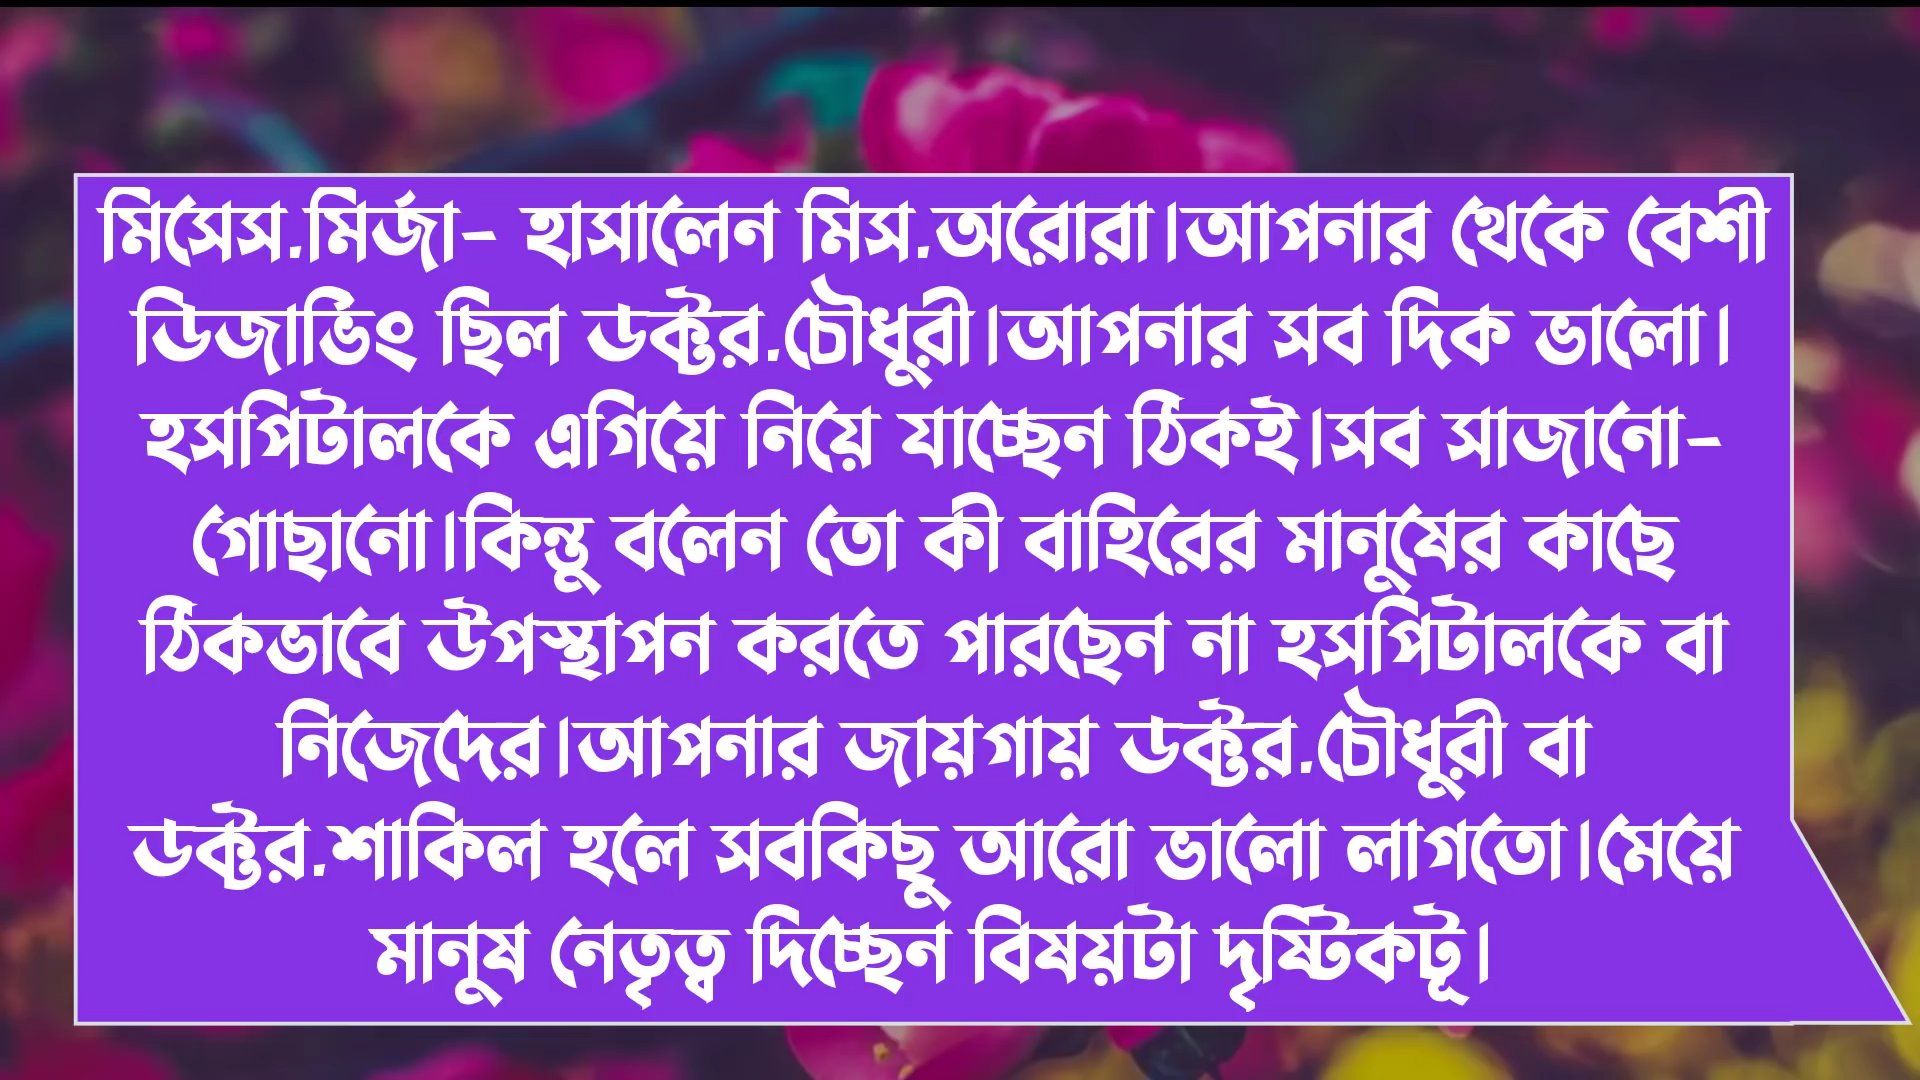 মিসেস.মির্জা- হাসালেন মিস.অরোরা।আপনার থেকে বেশী
ডিজার্ভিং ছিল ডক্টর.চৌধুরী।আপনার সব দিক ভালো।
হসপিটালকে এগিয়ে নিয়ে যাচ্ছেন ঠিকই।সব সাজানো-
গোছানো।কিন্তু বলেন তো কী বাহিরের মানুষের কাছে
ঠিকভাবে উপস্থাপন করতে পারছেন না হসপিটালকে বা
নিজেদের।আপনার জায়গায় ডক্টর.চৌধুরী বা
ডক্টর.শাকিল হলে সবকিছু আরো ভালো লাগতো।মেয়ে
মানুষ নেতৃত্ব দিচ্ছেন বিষয়টা দৃষ্টিকটূ।